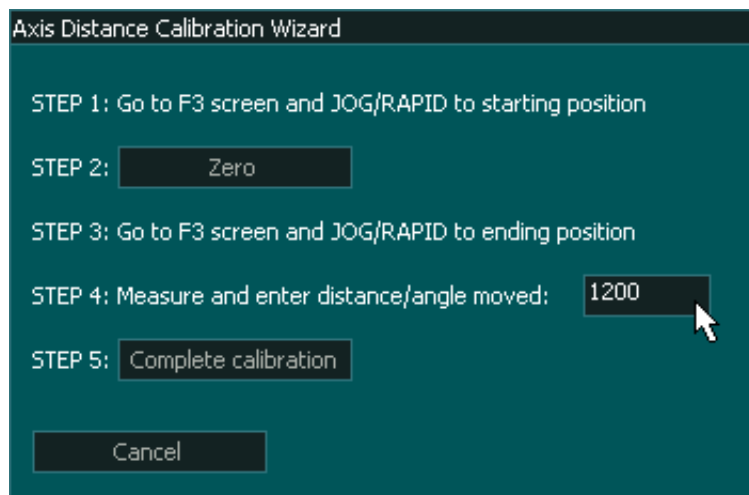 Axis Distance Calibration Wizard
STEP 1: Go to F3 screen and JOG/RAPID to starting position
STEP 2: Zero
STEP 3: Go to F3 screen and JOG/RAPID to ending position
STEP 4: Measure and enter distance/angle moved: 1200
STEP 5: Complete calibration
Cancel